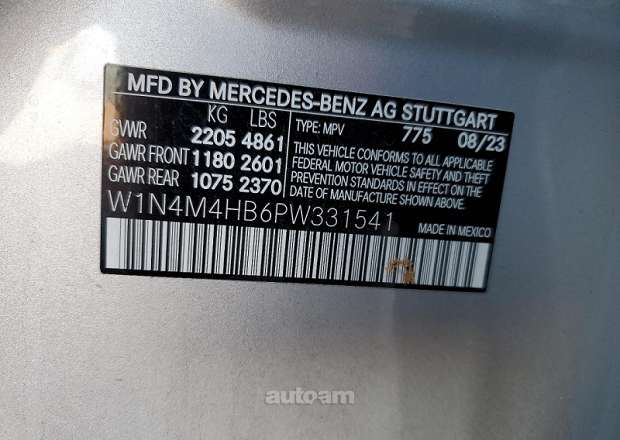 MFD BY MERCEDES-BENZ AG STUTTGART
KG LBS
GVWR 2205 4861
GAWR FRONT 1180 2601
GAWR REAR 1075 2370
TYPE: MPV 775 08/23
THIS VEHICLE CONFORMS TO ALL APPLICABLE
FEDERAL MOTOR VEHICLE SAFETY AND THEFT
PREVENTION STANDARDS IN EFFECT ON THE
DATE OF MANUFACTURE SHOWN ABOVE.
W1N4M4HB6PW331541
MADE IN MEXICO
autoam